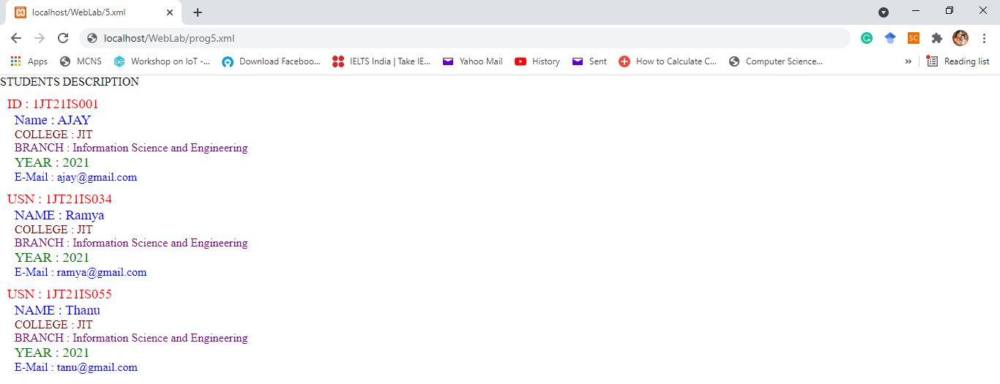 localhost/WebLab/5.xml
localhost/WebLab/prog5.xml
SC
Apps MCNS Workshop on IoT -... Download Faceboo... IELTS India | Take IE... Yahoo Mail History Sent How to Calculate C... Computer Science... » Reading list
STUDENTS DESCRIPTION
ID : 1JT21IS001
Name : AJAY
COLLEGE : JIT
BRANCH : Information Science and Engineering
YEAR : 2021
E-Mail : ajay@gmail.com
USN : 1JT21IS034
NAME : Ramya
COLLEGE : JIT
BRANCH : Information Science and Engineering
YEAR : 2021
E-Mail : ramya@gmail.com
USN : 1JT21IS055
NAME : Thanu
COLLEGE : JIT
BRANCH : Information Science and Engineering
YEAR : 2021
E-Mail : tanu@gmail.com